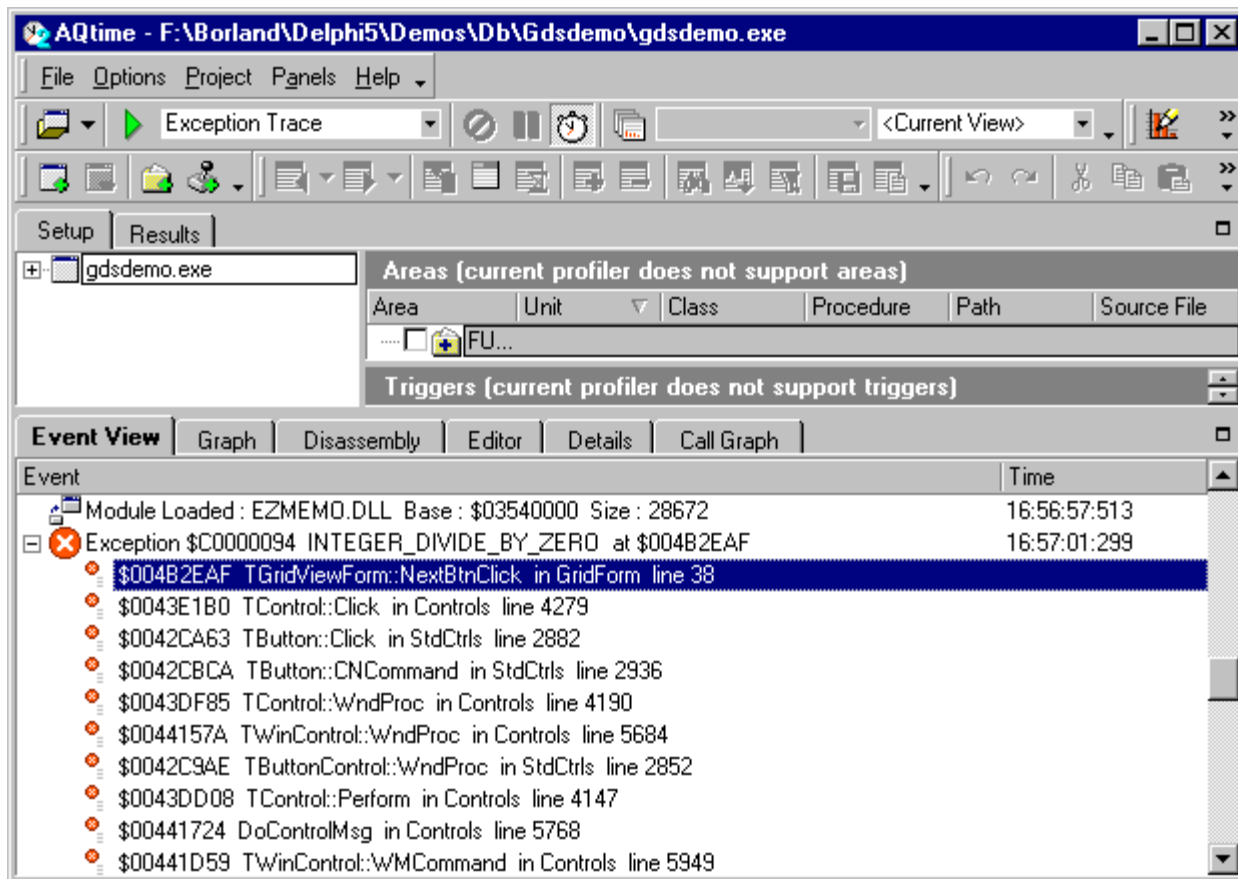 AQtime - F:\Borland\Delphi5\Demos\Db\Gdsdemo\gdsdemo.exe
File Options Project Panels Help
Exception Trace <Current View>
Setup Results
gdsdemo.exe
Areas (current profiler does not support areas)
Area Unit Class Procedure Path Source File
FU...
Triggers (current profiler does not support triggers)
Event View Graph Disassembly Editor Details Call Graph
Event Time
Module Loaded : EZMEMO.DLL Base : $03540000 Size : 28672 16:56:57:513
Exception $C0000094 INTEGER_DIVIDE_BY_ZERO at $004B2EAF 16:57:01:299
$004B2EAF TGridViewForm::NextBtnClick in GridForm line 38
$0043E1B0 TControl::Click in Controls line 4279
$0042CA63 TButton::Click in StdCtrls line 2882
$0042CBCA TButton::CNCommand in StdCtrls line 2936
$0043DF85 TControl::WndProc in Controls line 4190
$0044157A TWinControl::WndProc in Controls line 5684
$0042C9AE TButtonControl::WndProc in StdCtrls line 2852
$0043DD08 TControl::Perform in Controls line 4147
$00441724 DoControlMsg in Controls line 5768
$00441D59 TWinControl::WMCommand in Controls line 5949